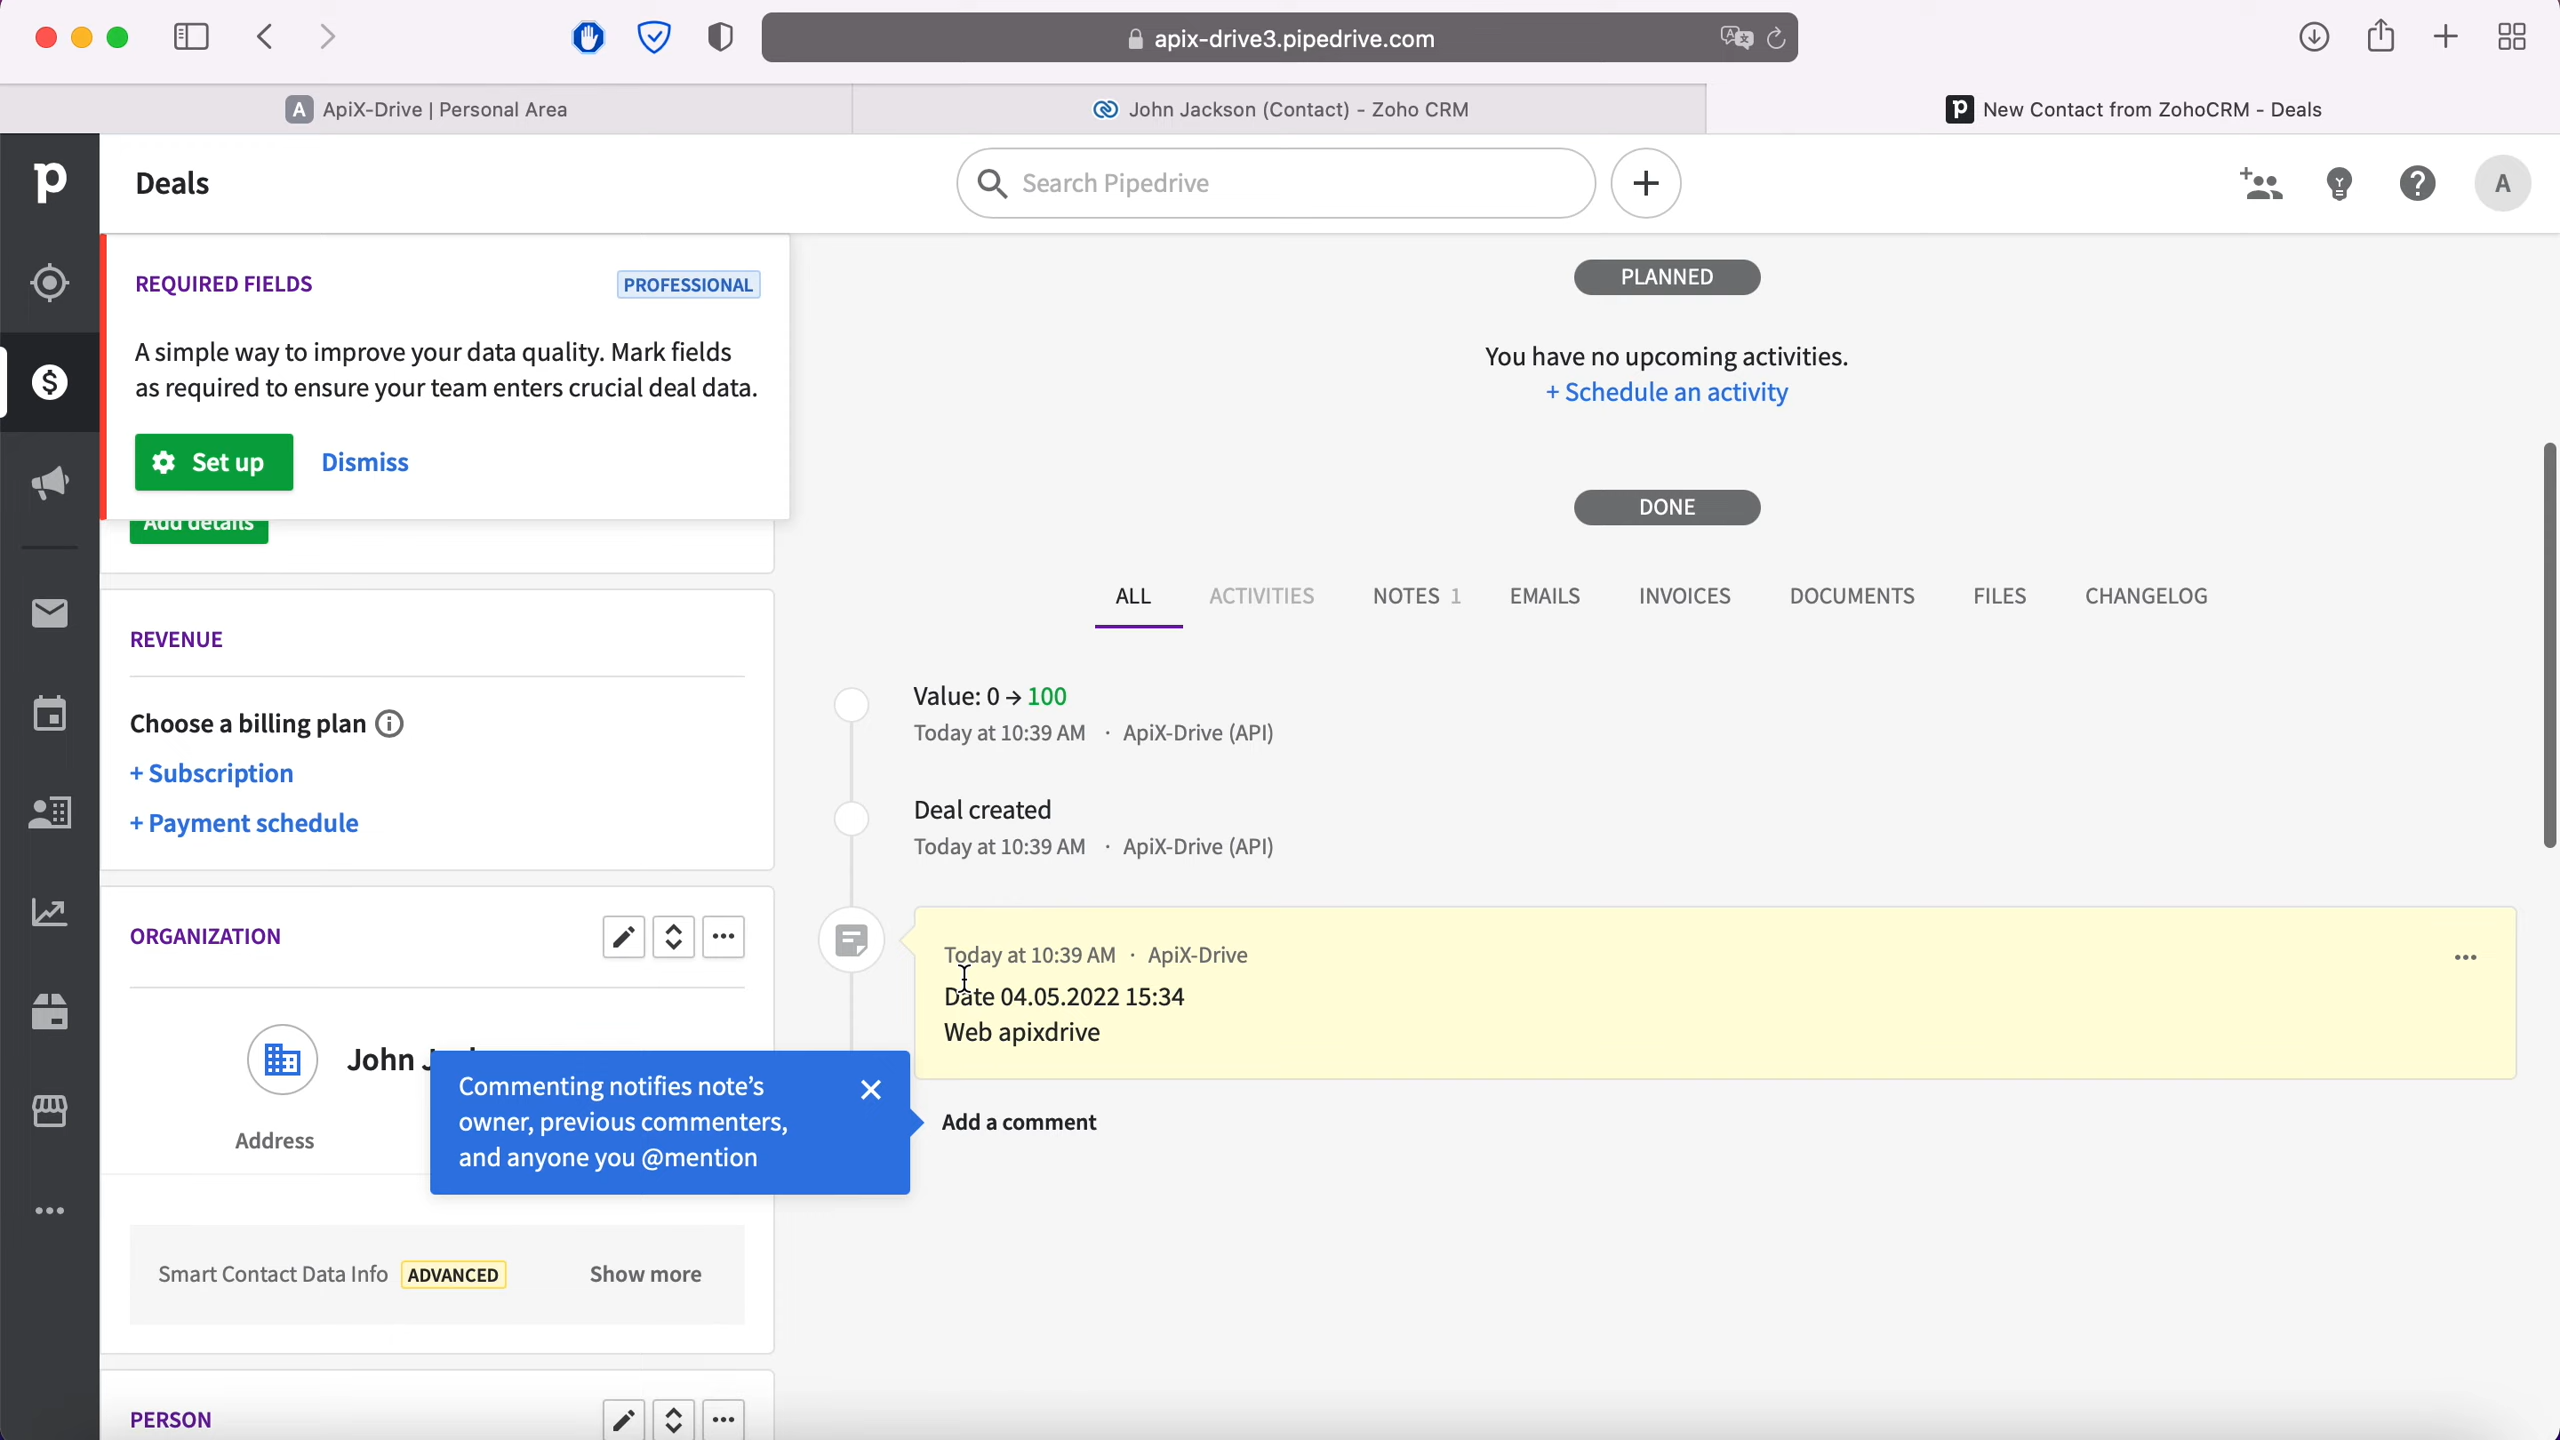 apix-drive3.pipedrive.com
A ApiX-Drive | Personal Area
John Jackson (Contact) - Zoho CRM
p New Contact from ZohoCRM - Deals
p
Deals
Search Pipedrive
A
REQUIRED FIELDS
PROFESSIONAL
A simple way to improve your data quality. Mark fields
as required to ensure your team enters crucial deal data.
Set up
Dismiss
Add details
REVENUE
Choose a billing plan
+ Subscription
+ Payment schedule
ORGANIZATION
John
Address
Commenting notifies note's
owner, previous commenters,
and anyone you @mention
Smart Contact Data Info ADVANCED Show more
PERSON
PLANNED
You have no upcoming activities.
+ Schedule an activity
DONE
ALL ACTIVITIES NOTES 1 EMAILS INVOICES DOCUMENTS FILES CHANGELOG
Value: 0 → 100
Today at 10:39 AM · ApiX-Drive (API)
Deal created
Today at 10:39 AM · ApiX-Drive (API)
Today at 10:39 AM · ApiX-Drive
Date 04.05.2022 15:34
Web apixdrive
Add a comment